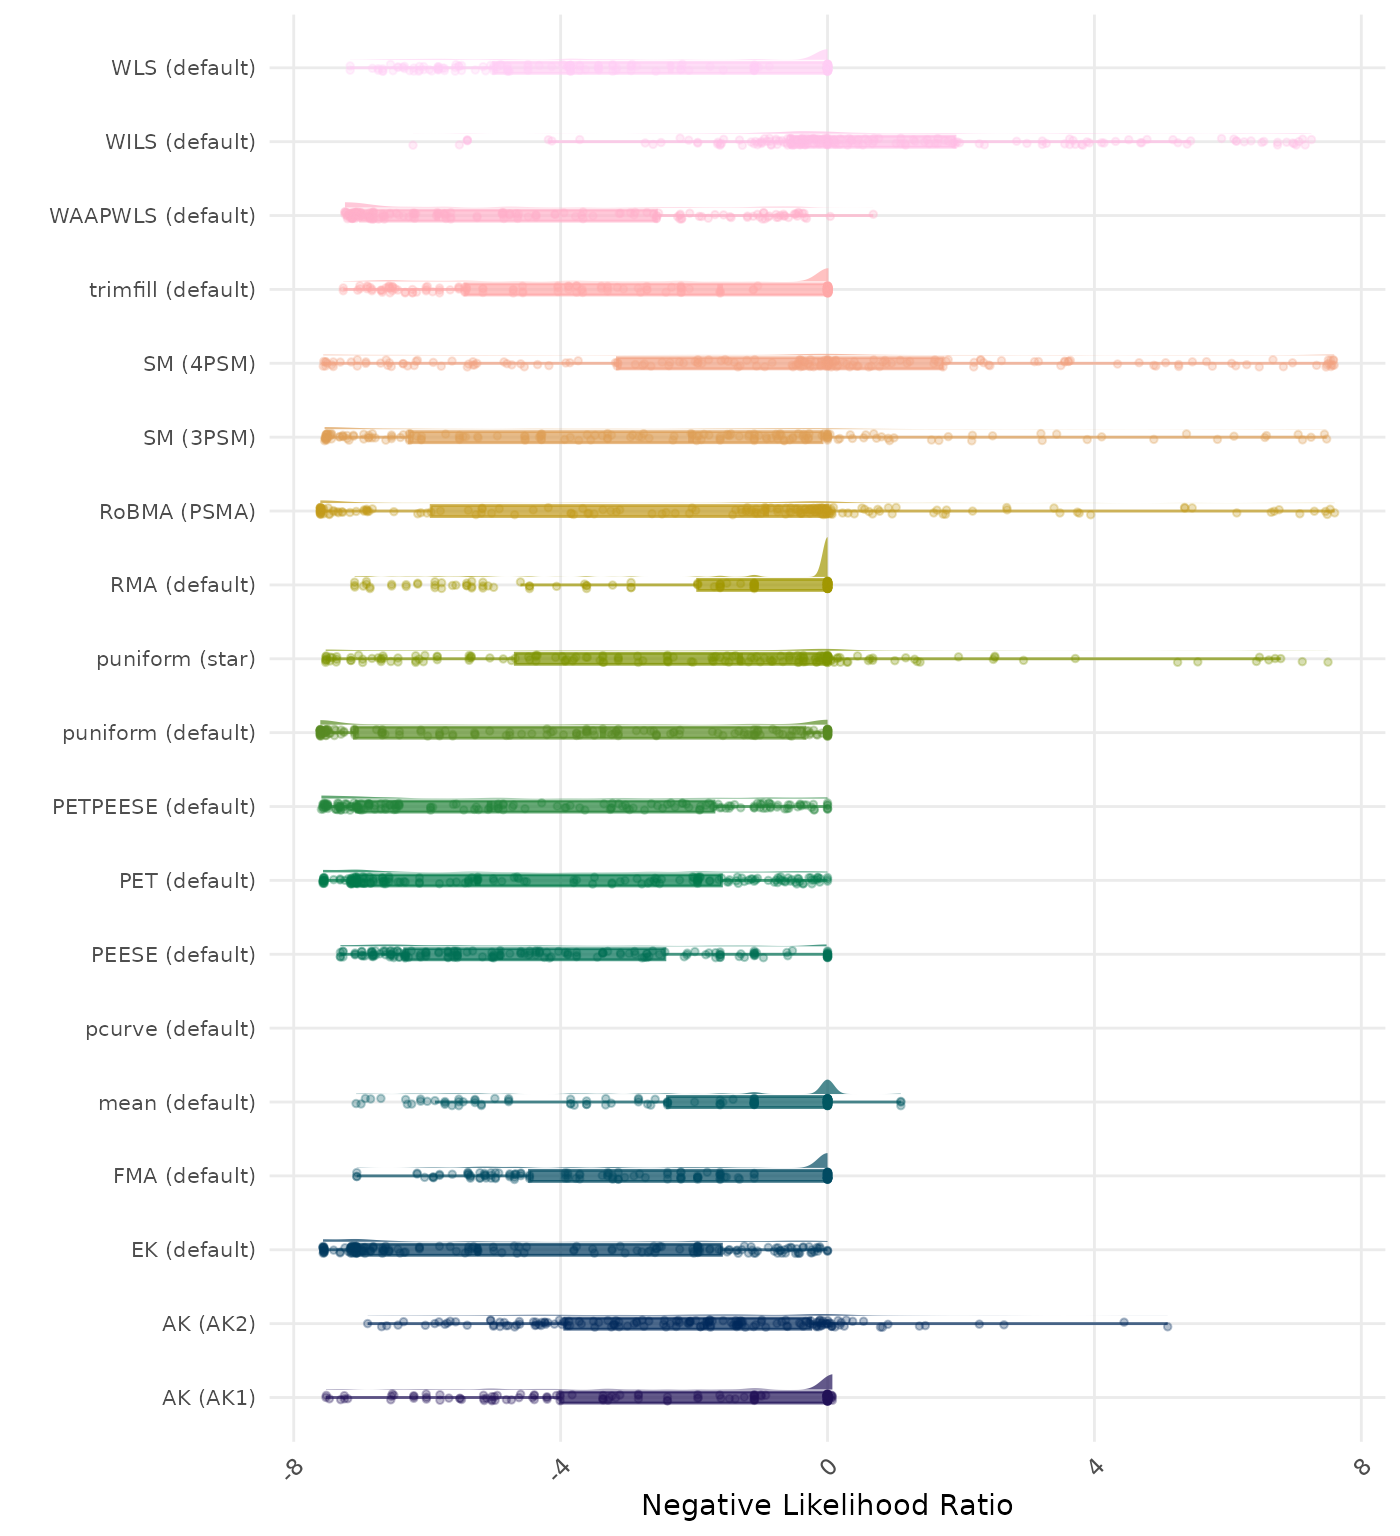 WLS (default)
WILS (default)
WAAPWLS (default)
trimfill (default)
SM (4PSM)
SM (3PSM)
RoBMA (PSMA)
RMA (default)
puniform (star)
puniform (default)
PETPEESE (default)
PET (default)
PEESE (default)
pcurve (default)
mean (default)
FMA (default)
EK (default)
AK (AK2)
AK (AK1)
-8 -4 0 4 8
Negative Likelihood Ratio